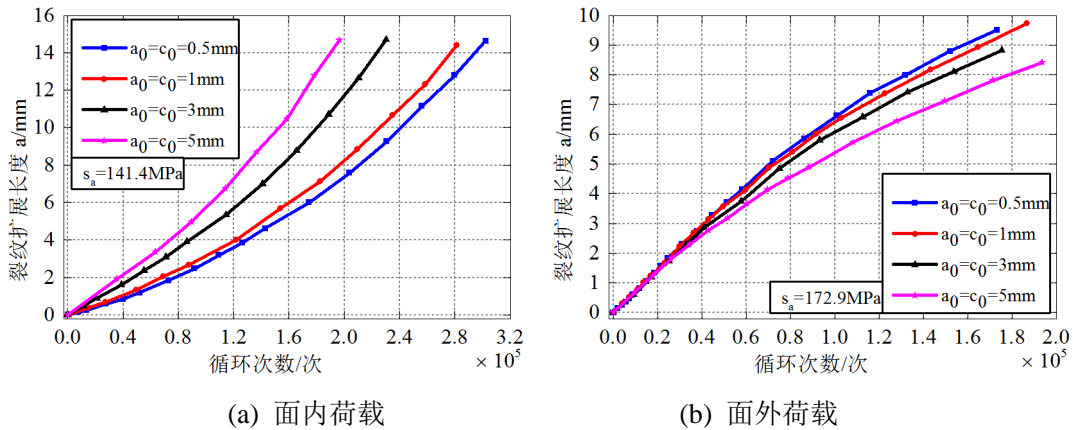 裂纹扩展长度 a/mm
16
14
12
10
8
6
4
2
0
a0=c0=0.5mm
a0=c0=1mm
a0=c0=3mm
a0=c0=5mm
sa=141.4MPa
0.0 0.4 0.8 1.2 1.6 2.0 2.4 2.8 3.2
× 10^5
循环次数/次
(a) 面内荷载
裂纹扩展长度 a/mm
10
9
8
7
6
5
4
3
2
1
0
a0=c0=0.5mm
a0=c0=1mm
a0=c0=3mm
a0=c0=5mm
sa=172.9MPa
0.0 0.2 0.4 0.6 0.8 1.0 1.2 1.4 1.6 1.8 2.0
× 10^5
循环次数/次
(b) 面外荷载